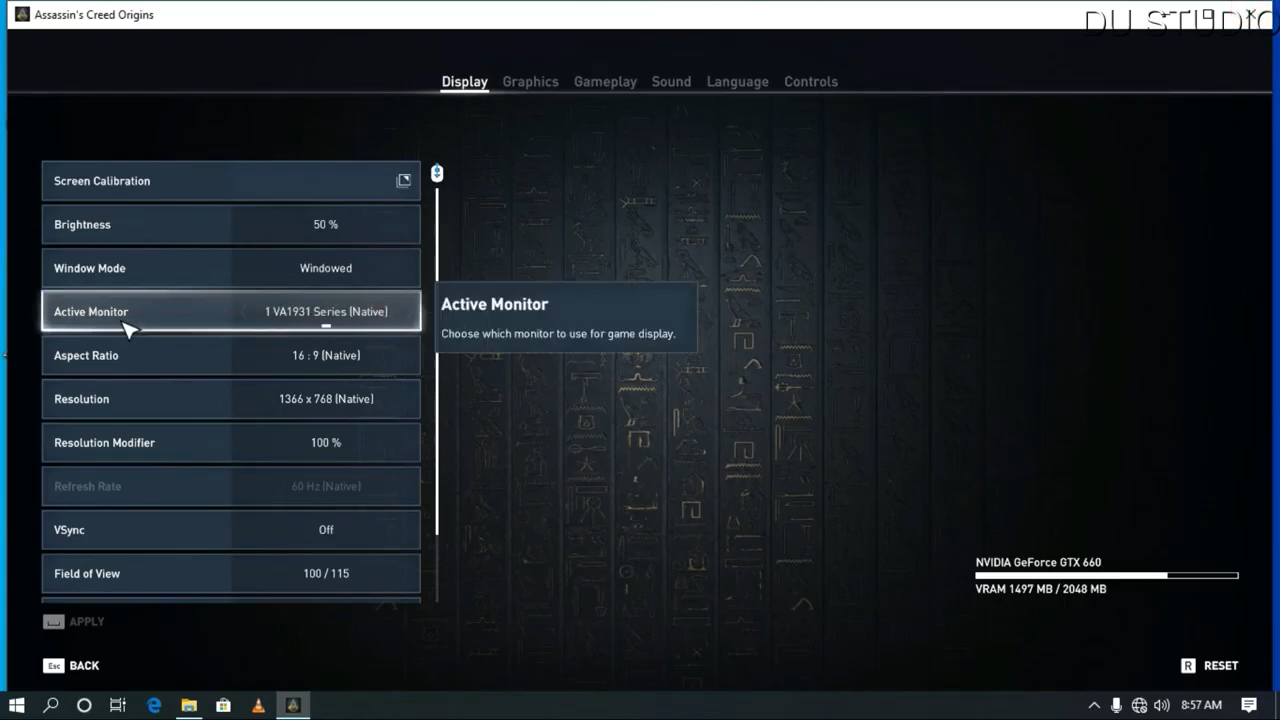 Assassin's Creed Origins
DU STUDIO
Display Graphics Gameplay Sound Language Controls
Screen Calibration
Brightness 50 %
Window Mode Windowed
Active Monitor 1 VA1931 Series (Native)
Active Monitor
Choose which monitor to use for game display.
Aspect Ratio 16 : 9 (Native)
Resolution 1366 x 768 (Native)
Resolution Modifier 100 %
Refresh Rate 60 Hz (Native)
VSync Off
Field of View 100 / 115
NVIDIA GeForce GTX 660
VRAM 1497 MB / 2048 MB
APPLY
Esc BACK
R RESET
8:57 AM